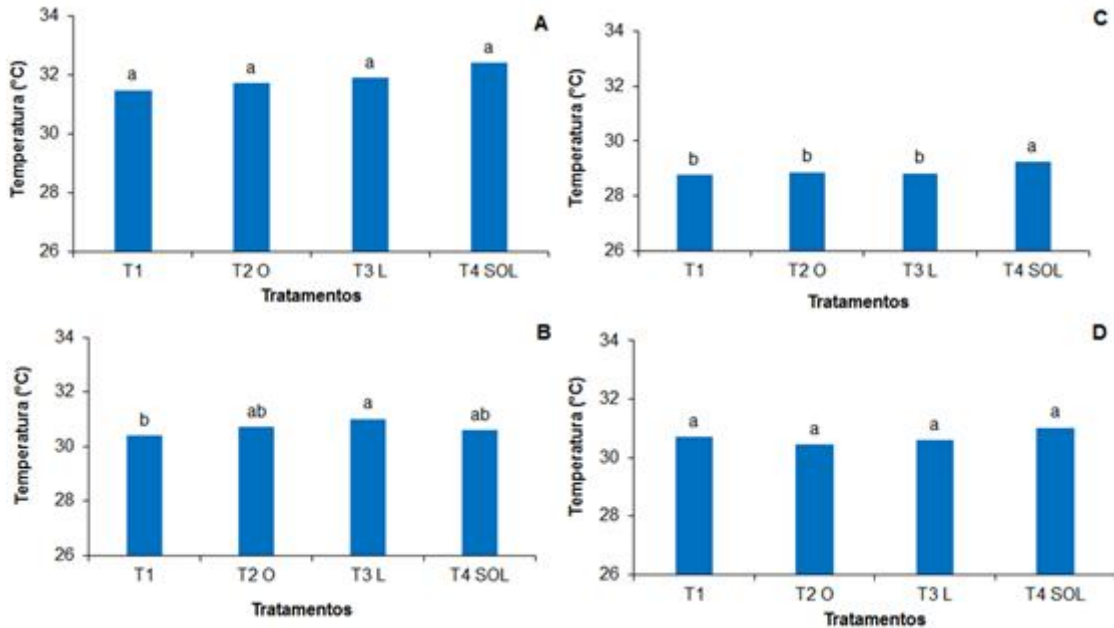 A
34
32
30
28
26
Temperatura (°C)
a a a a
T1 T2 O T3 L T4 SOL
Tratamentos
C
34
32
30
28
26
Temperatura (°C)
b b b a
T1 T2 O T3 L T4 SOL
Tratamentos
B
34
32
30
28
26
Temperatura (°C)
b ab a ab
T1 T2 O T3 L T4 SOL
Tratamentos
D
34
32
30
28
26
Temperatura (°C)
a a a a
T1 T2 O T3 L T4 SOL
Tratamentos